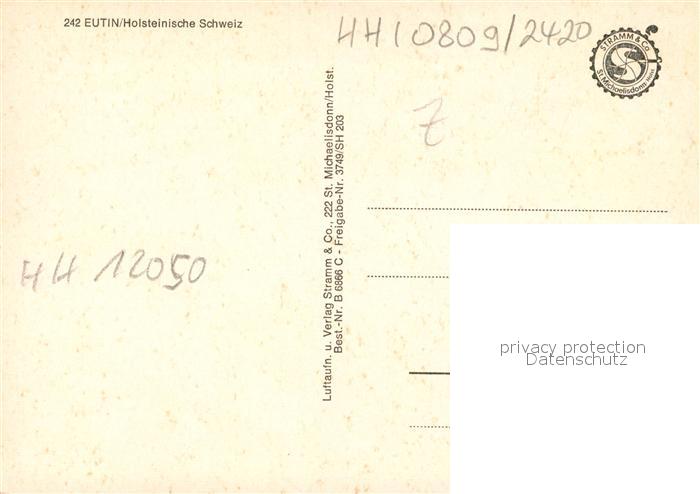 242 EUTIN/Holsteinische Schweiz
HH10809/2420
STRAMM & Co
St. Michaelisdonn Holst
Z
Luftaufn. u. Verlag Stramm & Co., 222 St. Michaelisdonn/Holst.
Best.-Nr. B 6866 C - Freigabe-Nr. 3749/SH 203
HH 12050
privacy protection
Datenschutz